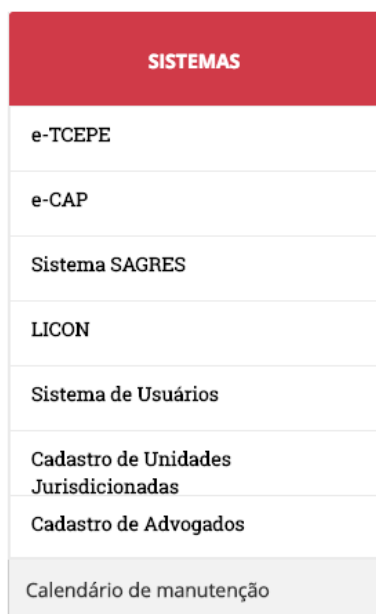 SISTEMAS
e-TCEPE
e-CAP
Sistema SAGRES
LICON
Sistema de Usuários
Cadastro de Unidades
Jurisdicionadas
Cadastro de Advogados
Calendário de manutenção